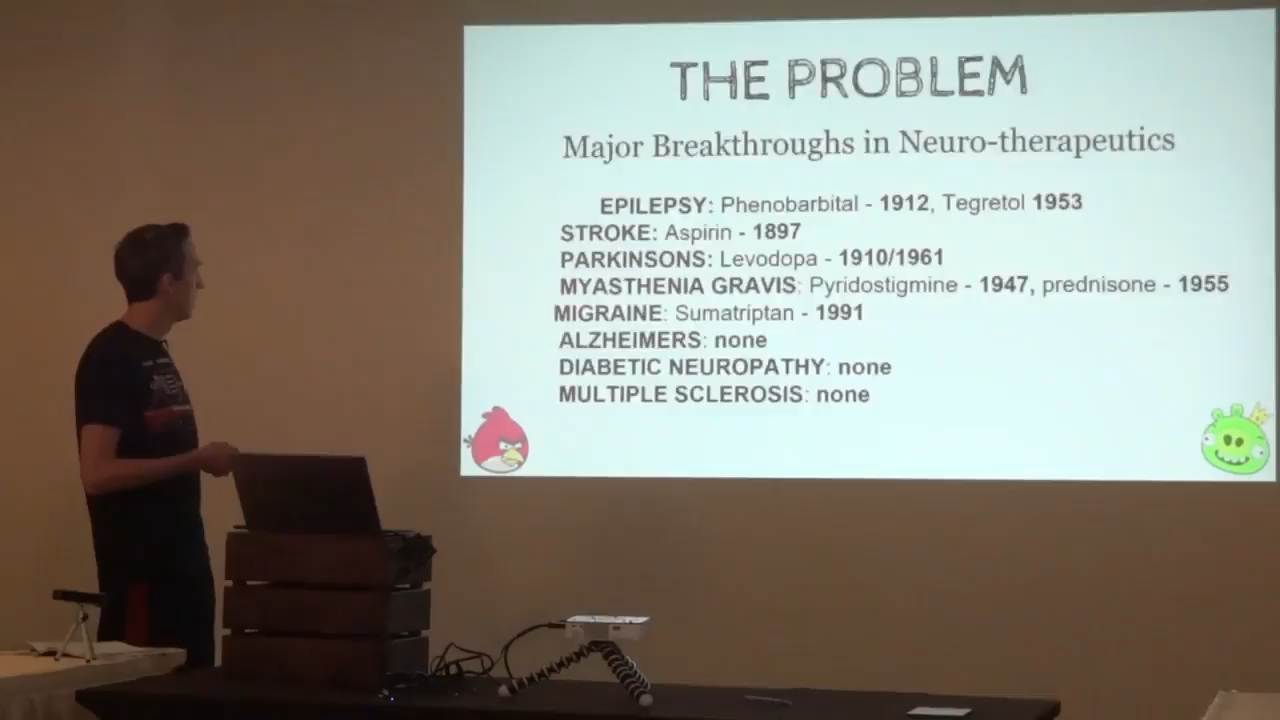 THE PROBLEM
Major Breakthroughs in Neuro-therapeutics
EPILEPSY: Phenobarbital - 1912, Tegretol 1953
STROKE: Aspirin - 1897
PARKINSONS: Levodopa - 1910/1961
MYASTHENIA GRAVIS: Pyridostigmine - 1947, prednisone - 1955
MIGRAINE: Sumatriptan - 1991
ALZHEIMERS: none
DIABETIC NEUROPATHY: none
MULTIPLE SCLEROSIS: none